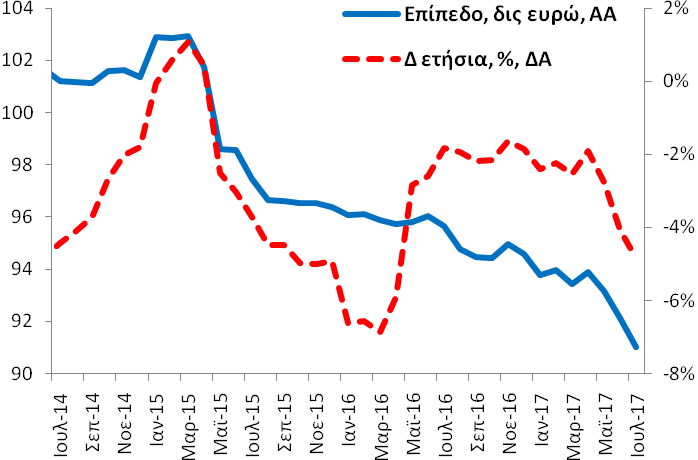 Επίπεδο, δις ευρώ, ΑΑ
Δ ετήσια, %, ΔΑ
104
102
100
98
96
94
92
90
2%
0%
-2%
-4%
-6%
-8%
Ιουλ-14
Σεπ-14
Νοε-14
Ιαν-15
Μαρ-15
Μαϊ-15
Ιουλ-15
Σεπ-15
Νοε-15
Ιαν-16
Μαρ-16
Μαϊ-16
Ιουλ-16
Σεπ-16
Νοε-16
Ιαν-17
Μαρ-17
Μαϊ-17
Ιουλ-17